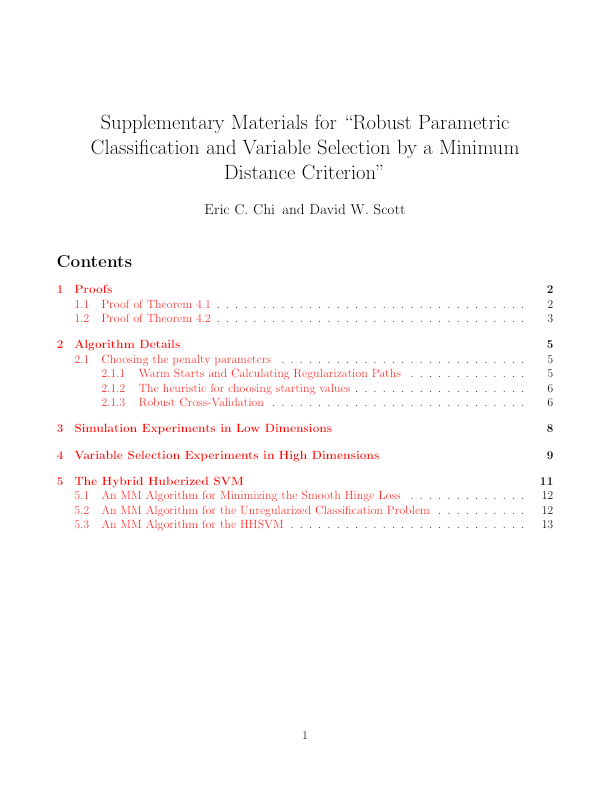 Supplementary Materials for “Robust Parametric
Classification and Variable Selection by a Minimum
Distance Criterion”
Eric C. Chi and David W. Scott
Contents
1 Proofs 2
1.1 Proof of Theorem 4.1 . . . . . . . . . . . . . . . . . . . . . . . . . . . . . . . . . . 2
1.2 Proof of Theorem 4.2 . . . . . . . . . . . . . . . . . . . . . . . . . . . . . . . . . . 3
2 Algorithm Details 5
2.1 Choosing the penalty parameters . . . . . . . . . . . . . . . . . . . . . . . . . . . 5
2.1.1 Warm Starts and Calculating Regularization Paths . . . . . . . . . . . . . 5
2.1.2 The heuristic for choosing starting values . . . . . . . . . . . . . . . . . . . 6
2.1.3 Robust Cross-Validation . . . . . . . . . . . . . . . . . . . . . . . . . . . . 6
3 Simulation Experiments in Low Dimensions 8
4 Variable Selection Experiments in High Dimensions 9
5 The Hybrid Huberized SVM 11
5.1 An MM Algorithm for Minimizing the Smooth Hinge Loss . . . . . . . . . . . . . 12
5.2 An MM Algorithm for the Unregularized Classification Problem . . . . . . . . . . 12
5.3 An MM Algorithm for the HHSVM . . . . . . . . . . . . . . . . . . . . . . . . . . 13
1